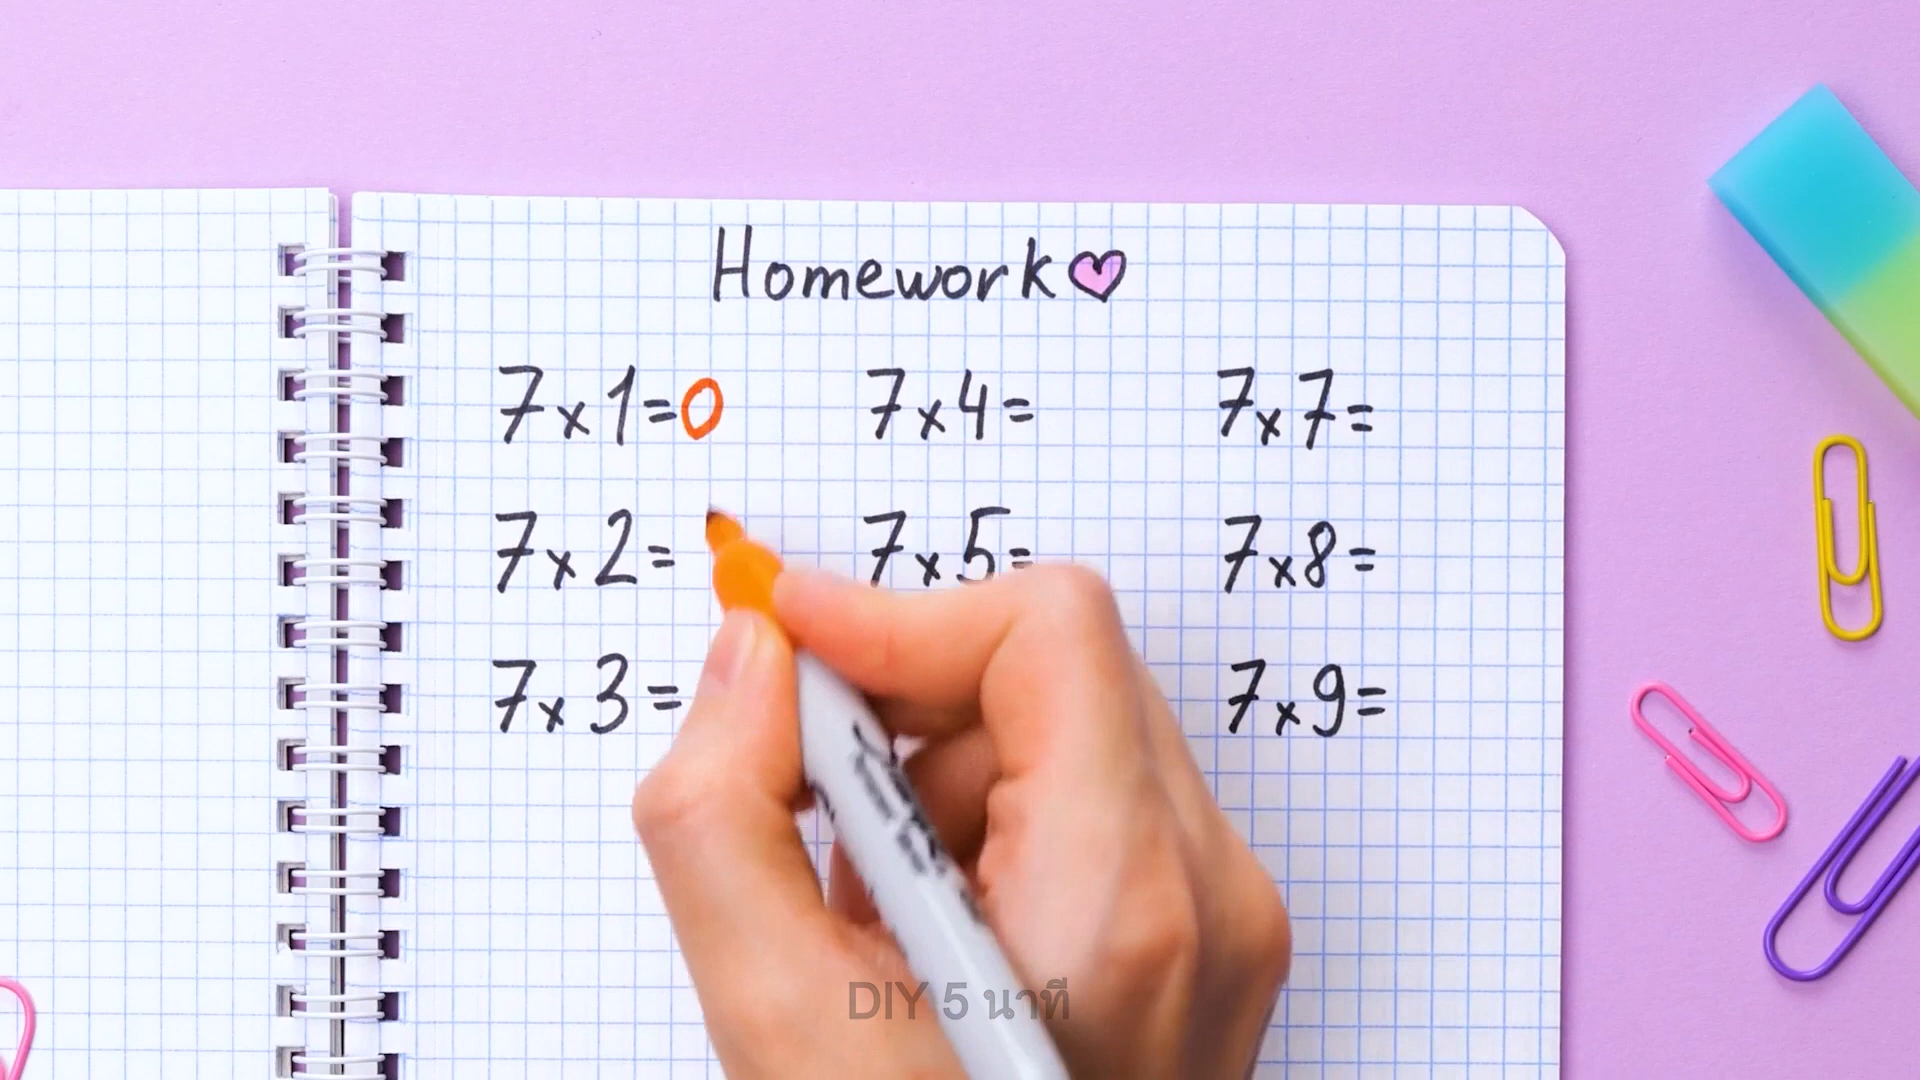 Homework
7x1=0 7x4= 7x7=
7x2= 7x5= 7x8=
7x3= 7x9=
DIY 5 นาที